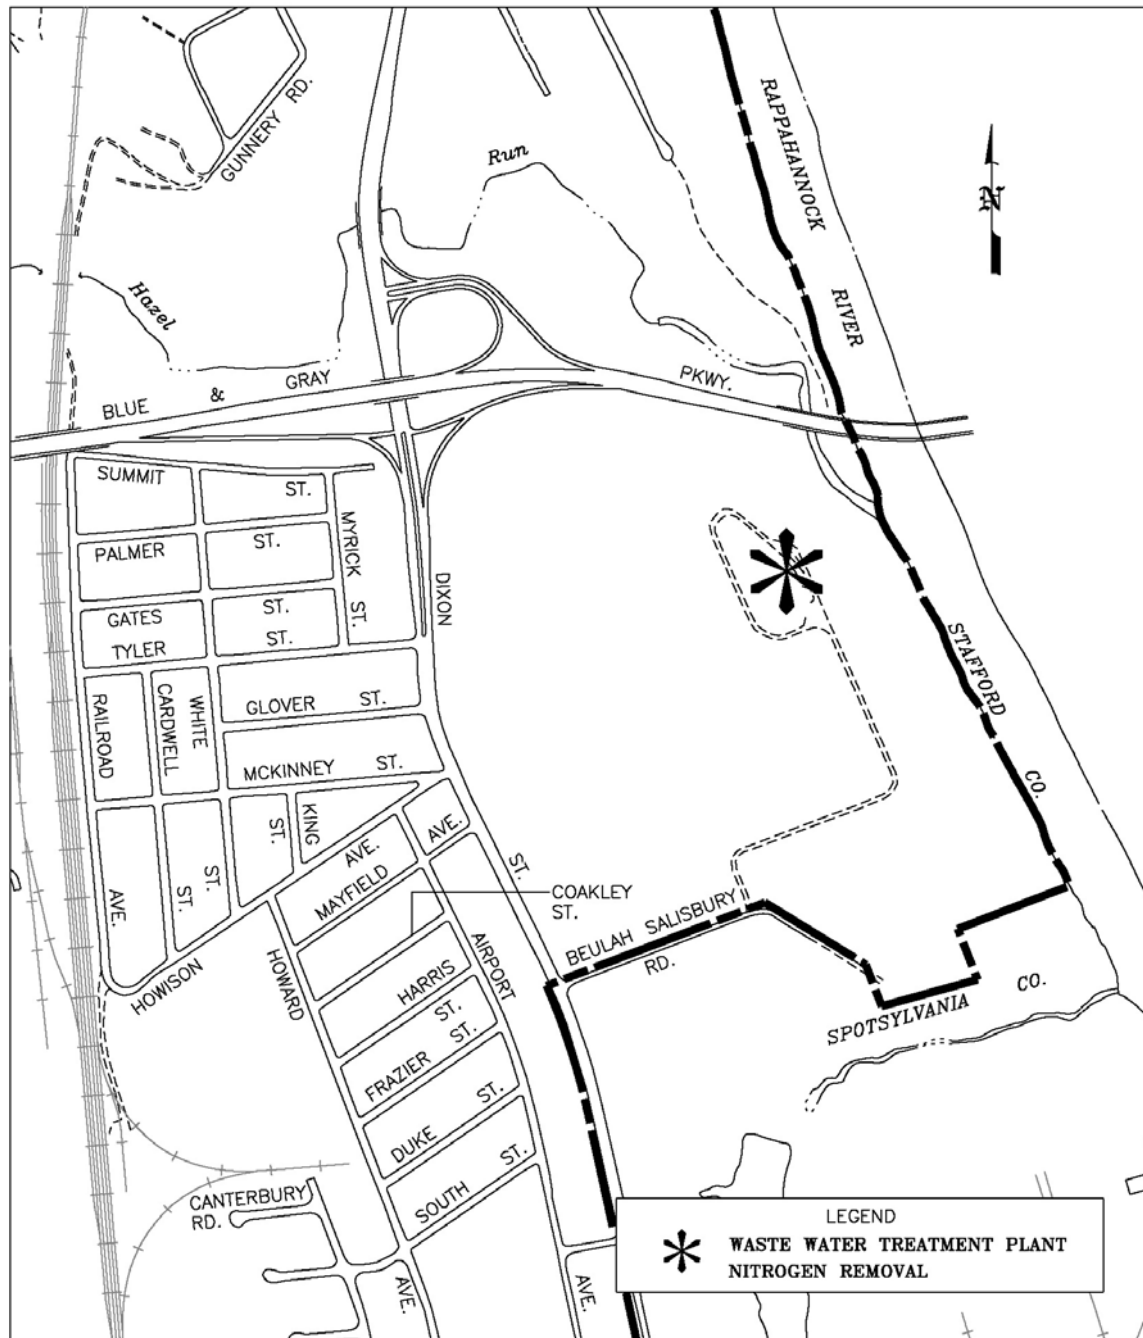 GUNNERY RD.
Run
RAPPAHANNOCK
RIVER
N
Hazel
BLUE & GRAY PKWY.
SUMMIT ST.
MYRICK ST.
PALMER ST.
DIXON ST.
GATES ST.
TYLER ST.
STAFFORD CO.
RAILROAD AVE.
CARDWELL ST.
WHITE ST.
GLOVER ST.
MCKINNEY ST.
KING ST.
HOWISON AVE.
MAYFIELD AVE.
COAKLEY
ST.
BEULAH SALISBURY
RD.
AIRPORT AVE.
HOWARD AVE.
HARRIS ST.
SPOTSYLVANIA CO.
FRAZIER ST.
DUKE ST.
SOUTH ST.
CANTERBURY
RD.
LEGEND
WASTE WATER TREATMENT PLANT
NITROGEN REMOVAL